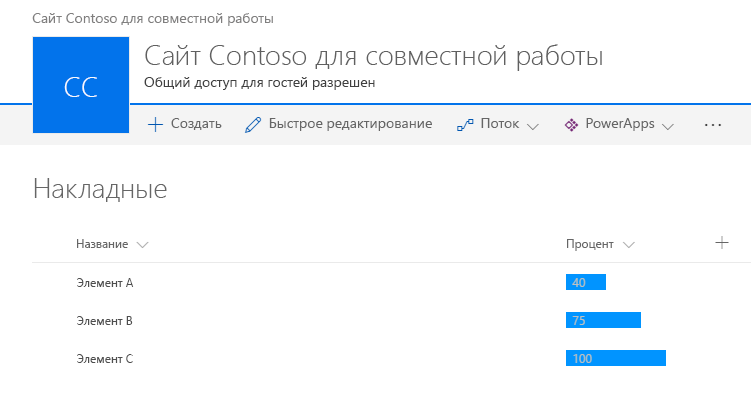 Сайт Contoso для совместной работы
СС
Сайт Contoso для совместной работы
Общий доступ для гостей разрешен
Создать Быстрое редактирование Поток PowerApps ...
Накладные
Название Процент
Элемент A 40
Элемент B 75
Элемент C 100